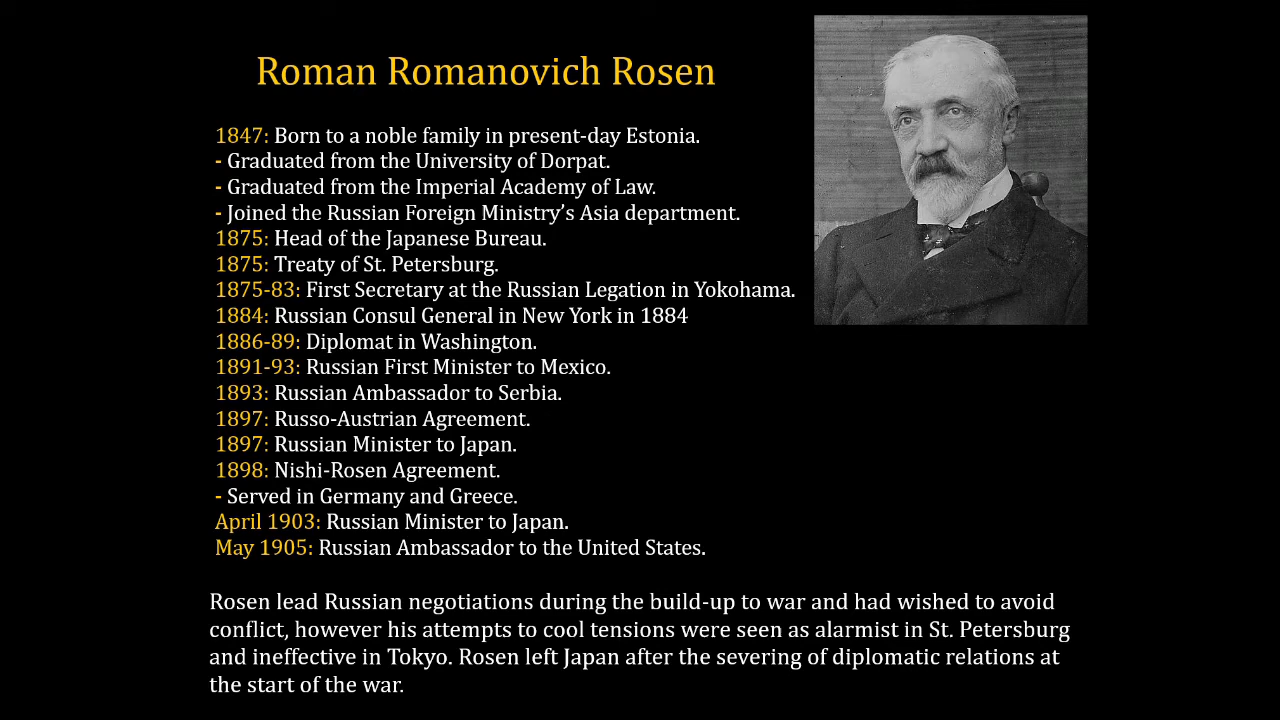 Roman Romanovich Rosen
1847: Born to a noble family in present-day Estonia.
- Graduated from the University of Dorpat.
- Graduated from the Imperial Academy of Law.
- Joined the Russian Foreign Ministry’s Asia department.
1875: Head of the Japanese Bureau.
1875: Treaty of St. Petersburg.
1875-83: First Secretary at the Russian Legation in Yokohama.
1884: Russian Consul General in New York in 1884
1886-89: Diplomat in Washington.
1891-93: Russian First Minister to Mexico.
1893: Russian Ambassador to Serbia.
1897: Russo-Austrian Agreement.
1897: Russian Minister to Japan.
1898: Nishi-Rosen Agreement.
- Served in Germany and Greece.
April 1903: Russian Minister to Japan.
May 1905: Russian Ambassador to the United States.
Rosen lead Russian negotiations during the build-up to war and had wished to avoid
conflict, however his attempts to cool tensions were seen as alarmist in St. Petersburg
and ineffective in Tokyo. Rosen left Japan after the severing of diplomatic relations at
the start of the war.